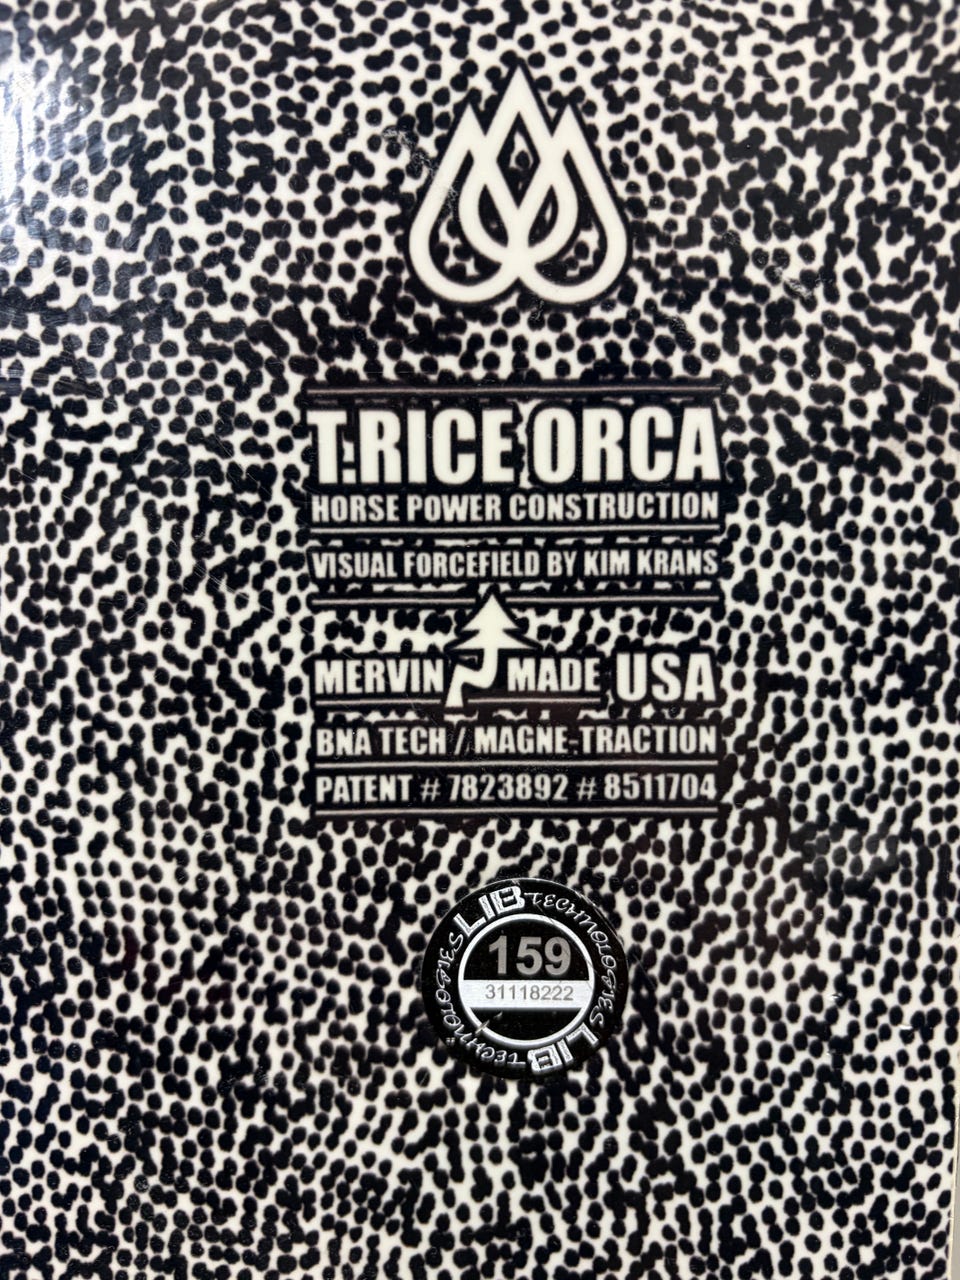 T.RICE ORCA
HORSE POWER CONSTRUCTION
VISUAL FORCEFIELD BY KIM KRANS
MERVIN MADE USA
BNA TECH / MAGNE-TRACTION
PATENT # 7823892 # 8511704
LIB TECHNOLOGIES
159
31118222
LIB TECHNOLOGIES